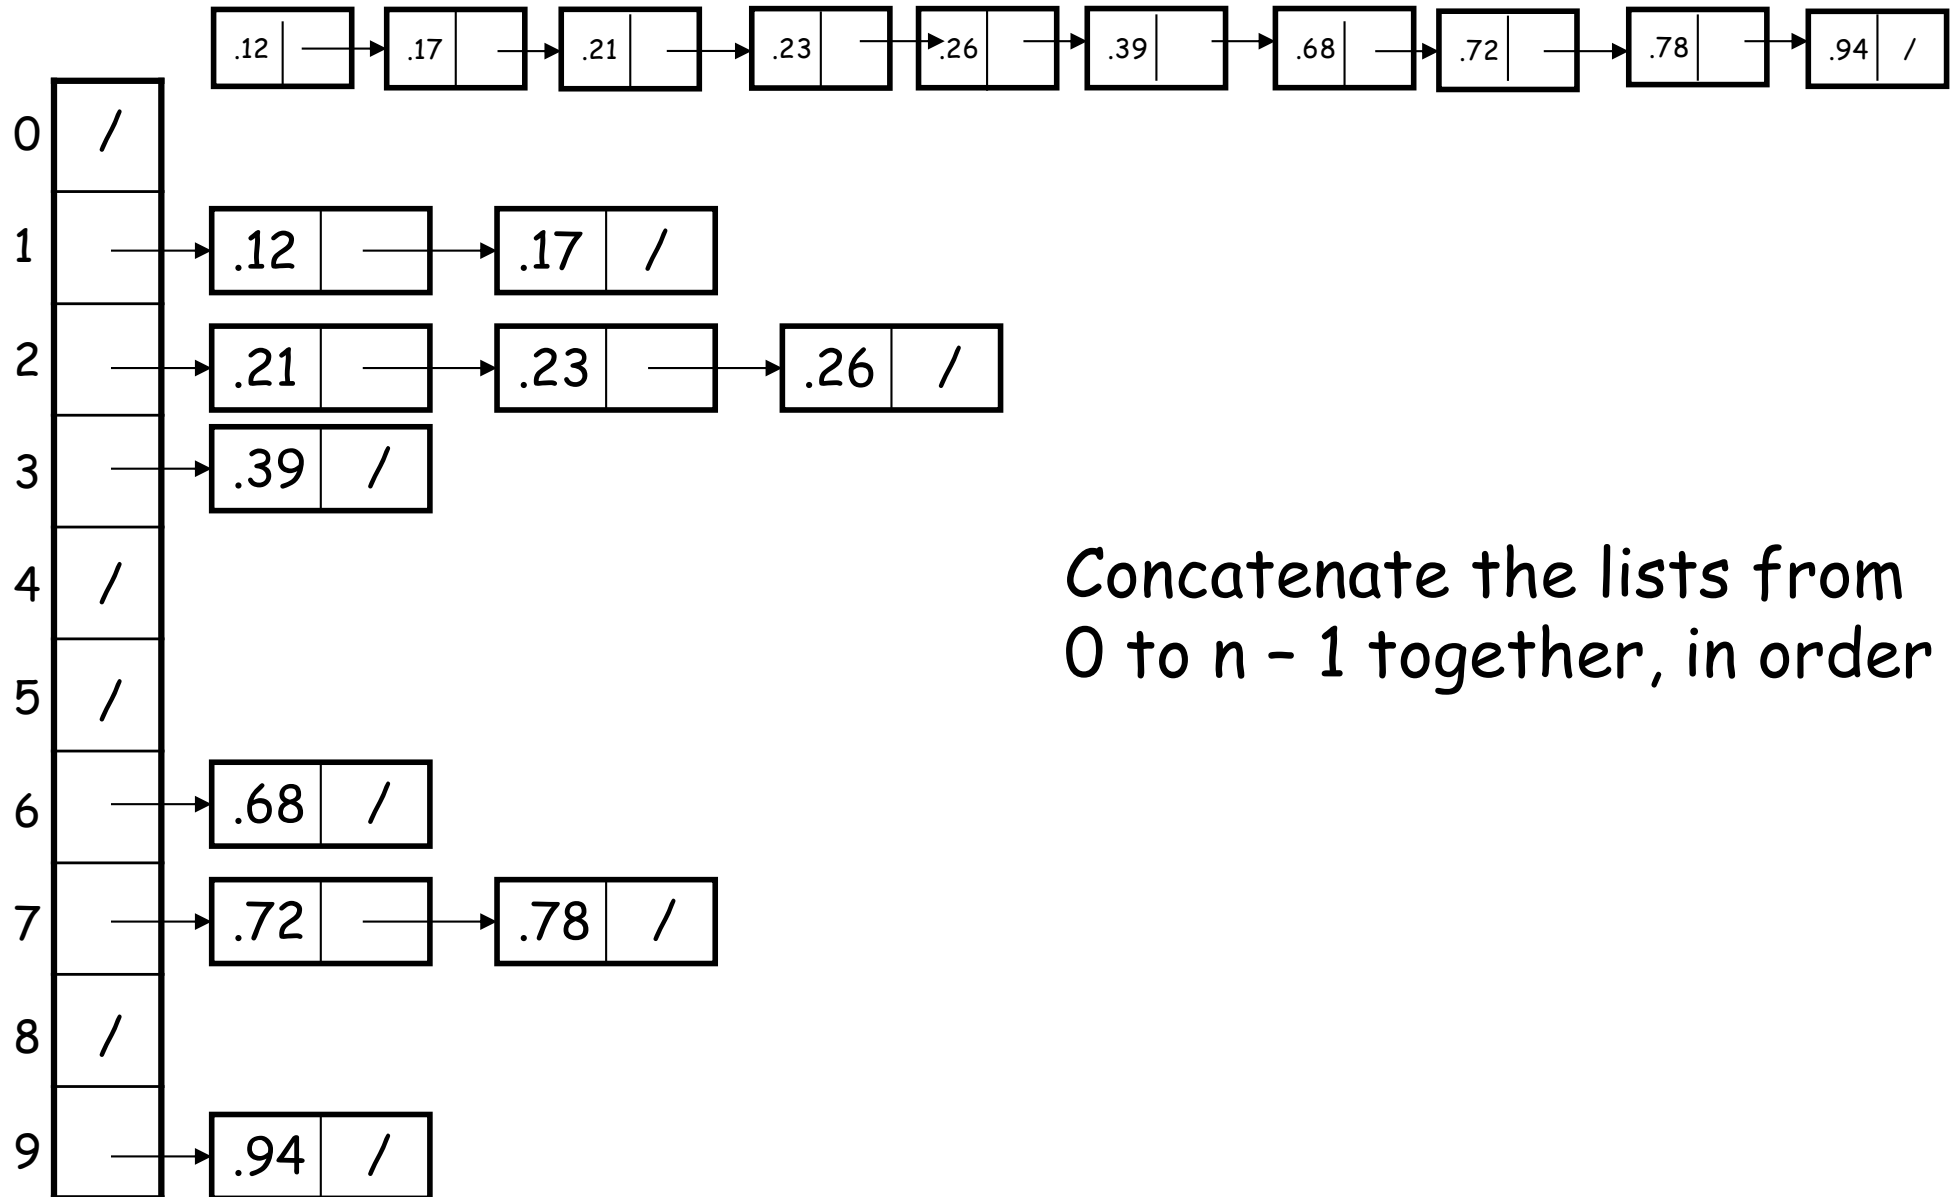 .12 .17 .21 .23 .26 .39 .68 .72 .78 .94 /
0 /
1 .12 .17 /
2 .21 .23 .26 /
3 .39 /
4 /
Concatenate the lists from
0 to n – 1 together, in order
5 /
6 .68 /
7 .72 .78 /
8 /
9 .94 /